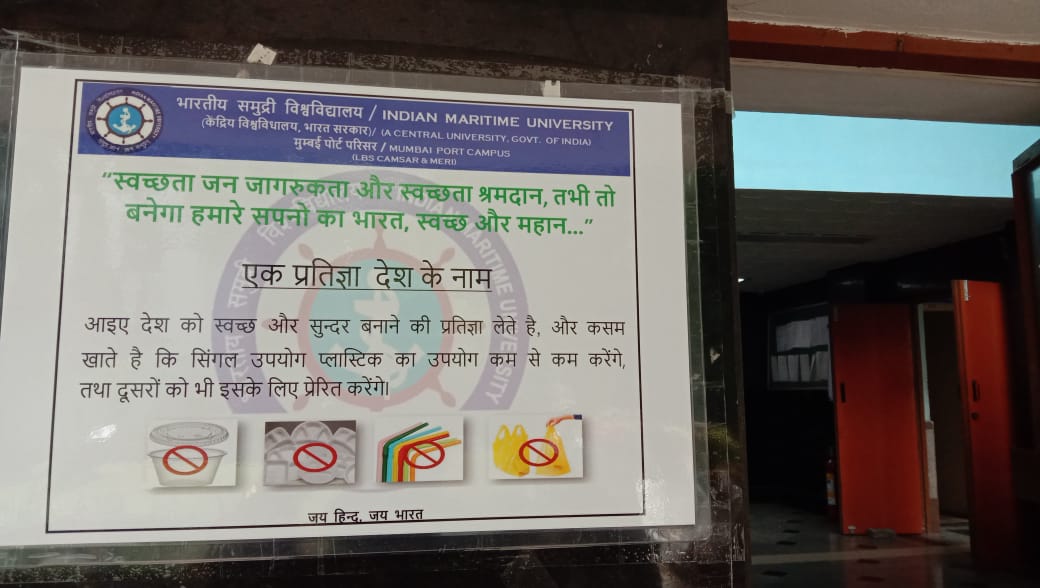 भारतीय समुद्री विश्वविद्यालय / INDIAN MARITIME UNIVERSITY
(केंद्रिय विश्वविधालय, भारत सरकार)/ (A CENTRAL UNIVERSITY, GOVT. OF INDIA)
मुम्बई पोर्ट परिसर / MUMBAI PORT CAMPUS
(LBS CAMSAR & MERI)
“स्वच्छता जन जागरुकता और स्वच्छता श्रमदान, तभी तो
बनेगा हमारे सपनों का भारत, स्वच्छ और महान...”
एक प्रतिज्ञा देश के नाम
आइए देश को स्वच्छ और सुन्दर बनाने की प्रतिज्ञा लेते है, और कसम
खाते है कि सिंगल उपयोग प्लास्टिक का उपयोग कम से कम करेंगे,
तथा दूसरों को भी इसके लिए प्रेरित करेंगे।
जय हिन्द, जय भारत